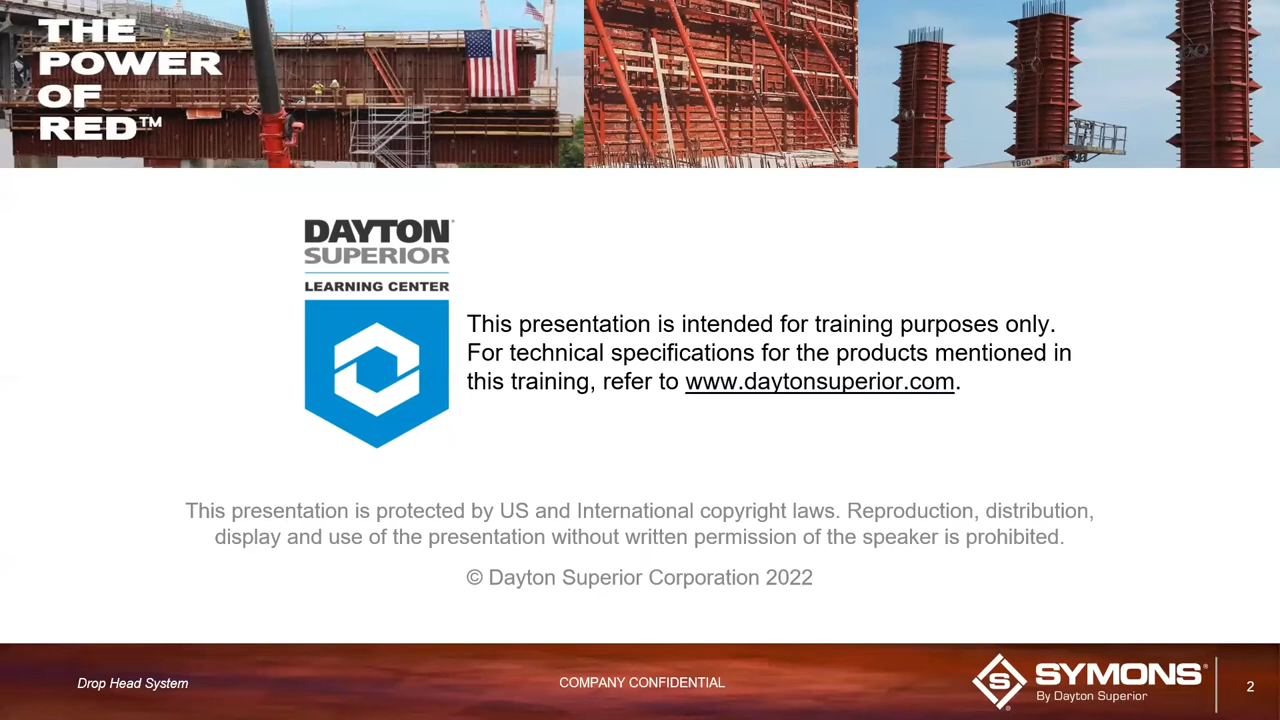 THE
POWER
OF
RED™
T860
DAYTON
SUPERIOR
LEARNING CENTER
This presentation is intended for training purposes only.
For technical specifications for the products mentioned in
this training, refer to www.daytonsuperior.com.
This presentation is protected by US and International copyright laws. Reproduction, distribution,
display and use of the presentation without written permission of the speaker is prohibited.
© Dayton Superior Corporation 2022
Drop Head System
COMPANY CONFIDENTIAL
S
SYMONS®
By Dayton Superior
2